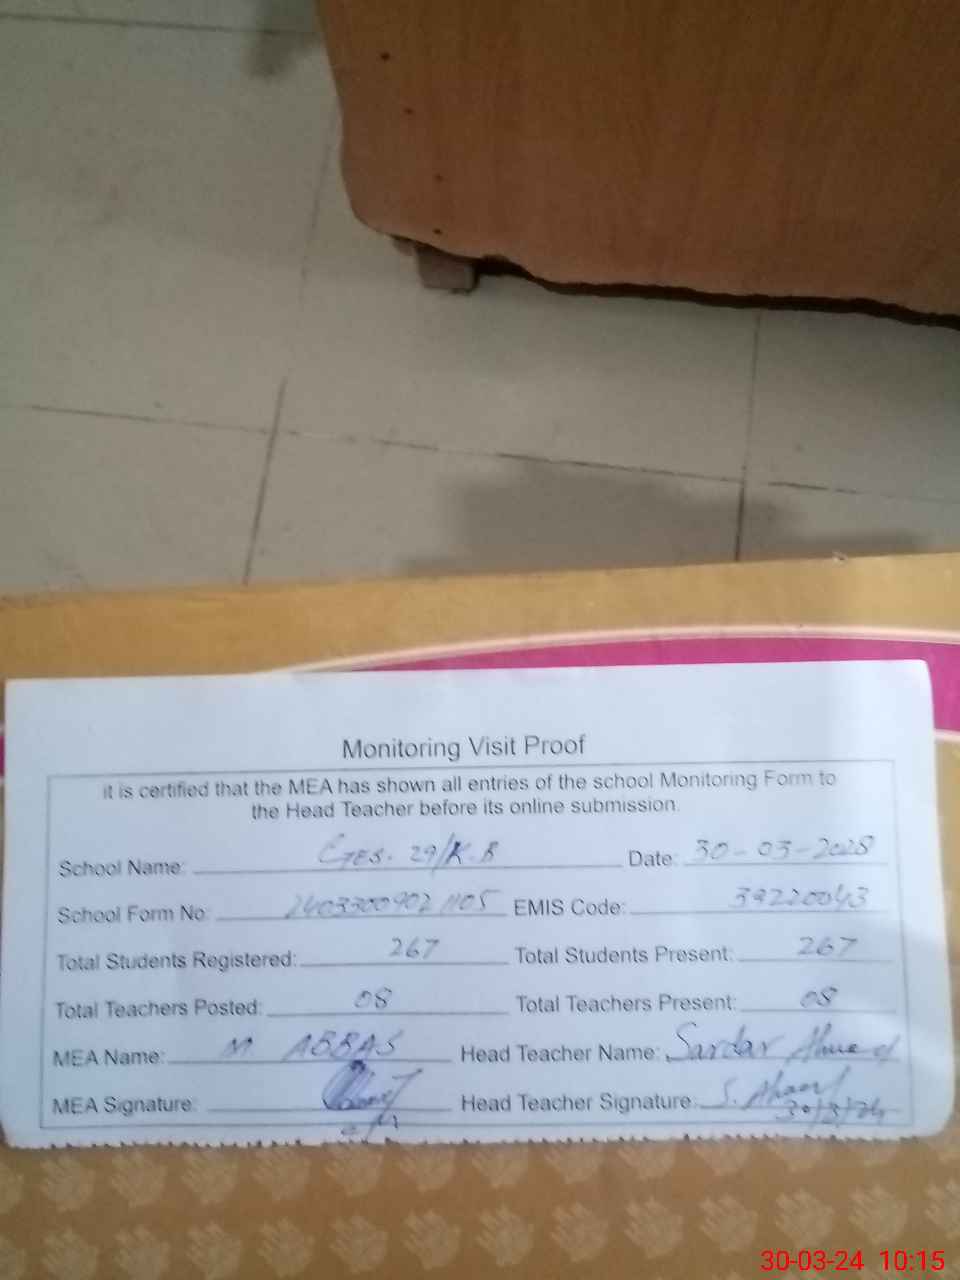 Monitoring Visit Proof
it is certified that the MEA has shown all entries of the school Monitoring Form to
the Head Teacher before its online submission.
School Name: GES. 29/K.B Date: 30-03-2028
School Form No: 2403300902 1105 EMIS Code: 39220043
Total Students Registered: 267 Total Students Present: 267
Total Teachers Posted: 08 Total Teachers Present: 08
MEA Name: M ABBAS Head Teacher Name: Sardar Ahmed
MEA Signature: Head Teacher Signature: S. Ahmed
30/3/24
30-03-24 10:15